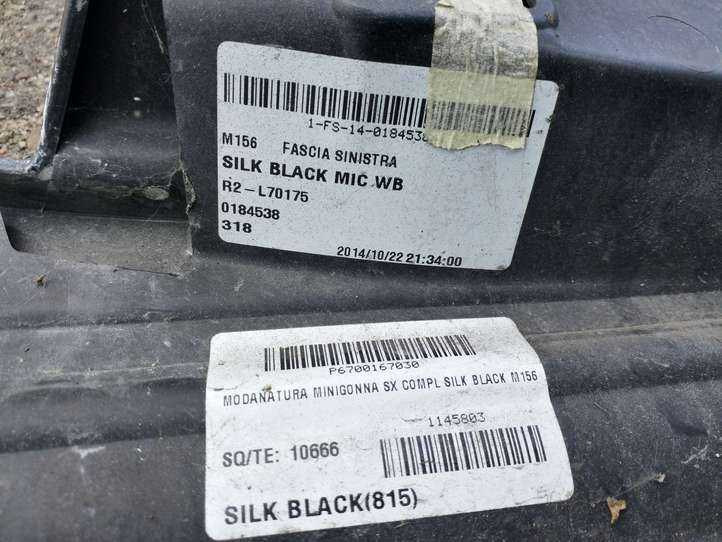 1-FS-14-0184538
M156 FASCIA SINISTRA
SILK BLACK MIC WB
R2-L70175
0184538
318
2014/10/22 21:34:00
P6700167030
MODANATURA MINIGONNA SX COMPL SILK BLACK M156
1145803
SQ/TE: 10666
SILK BLACK(815)